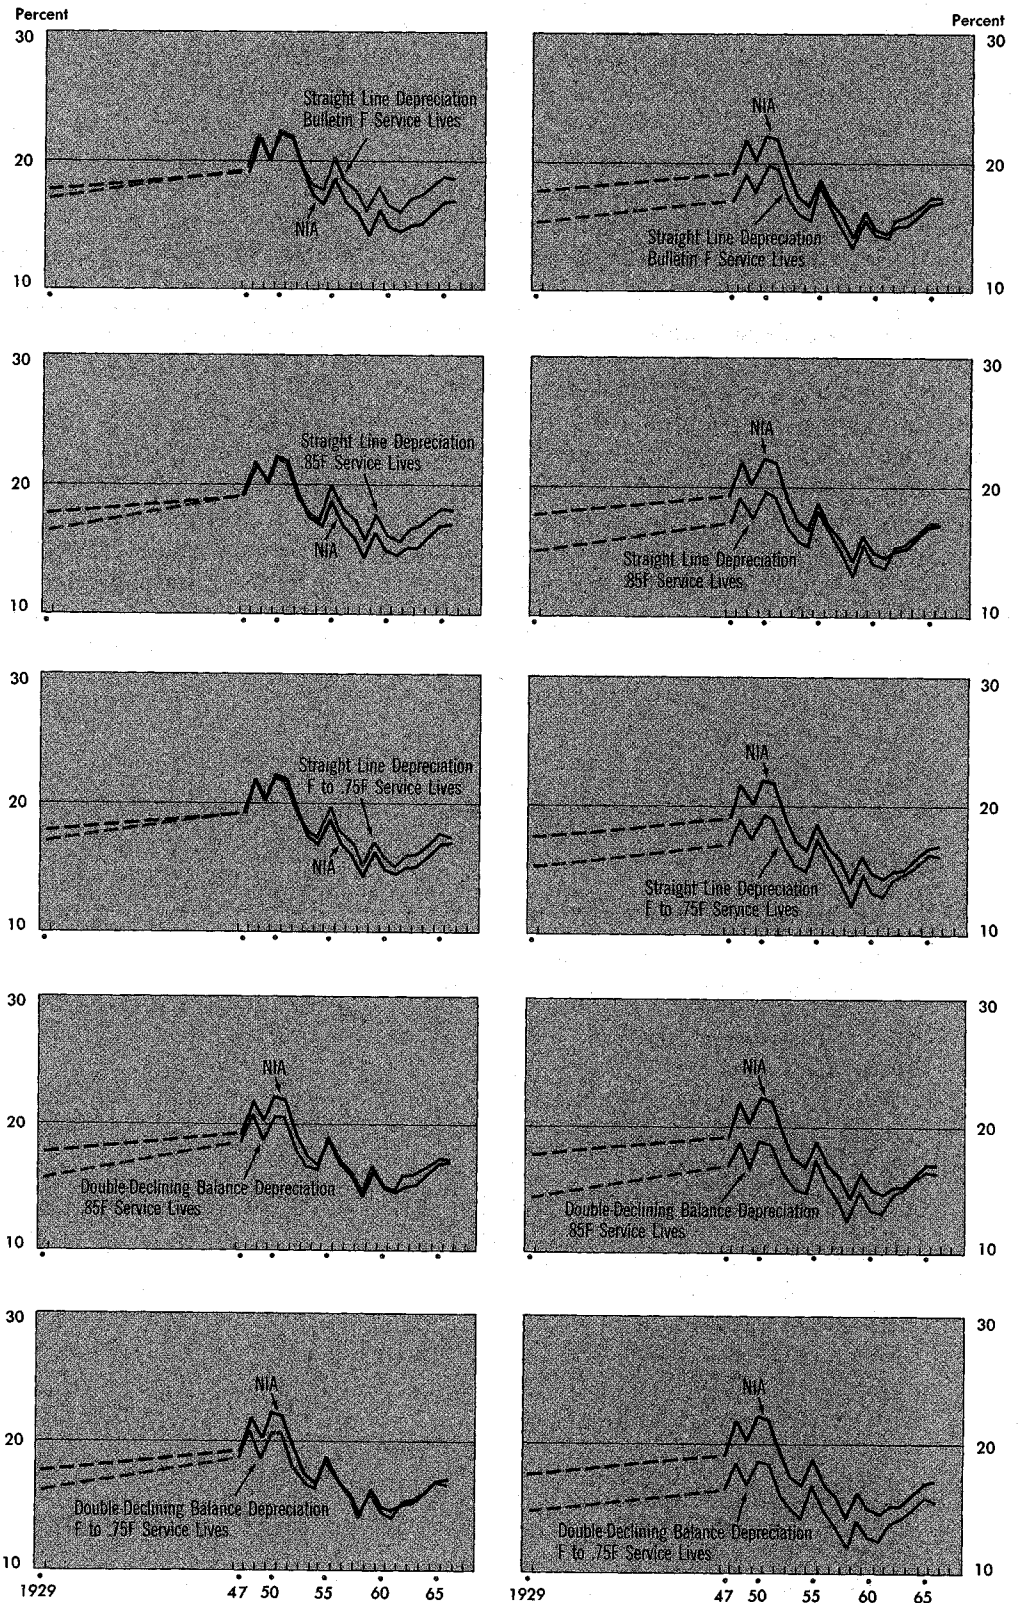 Percent
30
Straight Line Depreciation
Bulletin F Service Lives
20
NIA
10
Percent
30
NIA
20
Straight Line Depreciation
Bulletin F Service Lives
10
30
Straight Line Depreciation
.85F Service Lives
20
NIA
10
30
NIA
20
Straight Line Depreciation
.85F Service Lives
10
30
Straight Line Depreciation
F to .75F Service Lives
20
NIA
10
30
NIA
20
Straight Line Depreciation
F to .75F Service Lives
10
30
NIA
20
Double-Declining Balance Depreciation
.85F Service Lives
10
30
NIA
20
Double-Declining Balance Depreciation
.85F Service Lives
10
30
NIA
20
Double-Declining Balance Depreciation
F to .75F Service Lives
10
1929 47 50 55 60 65
30
NIA
20
Double-Declining Balance Depreciation
F to .75F Service Lives
10
1929 47 50 55 60 65